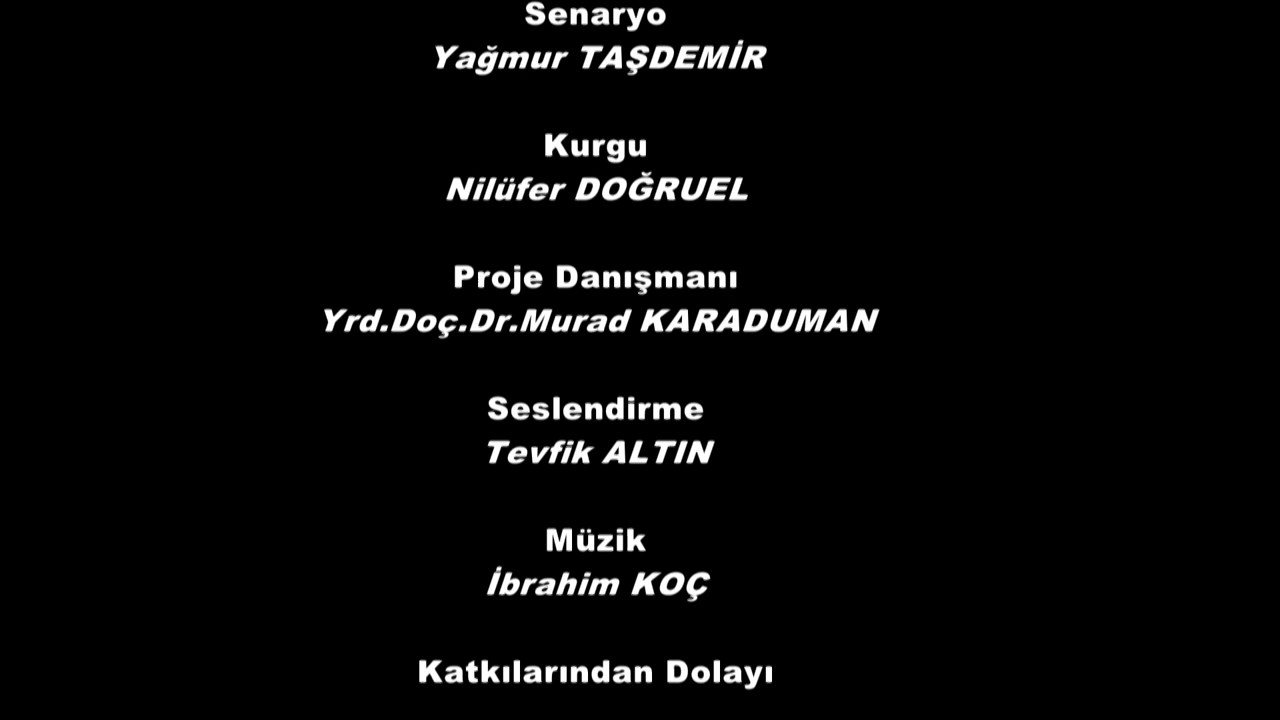 Senaryo
Yağmur TAŞDEMİR
Kurgu
Nilüfer DOĞRUEL
Proje Danışmanı
Yrd.Doç.Dr.Murad KARADUMAN
Seslendirme
Tevfik ALTIN
Müzik
İbrahim KOÇ
Katkılarından Dolayı